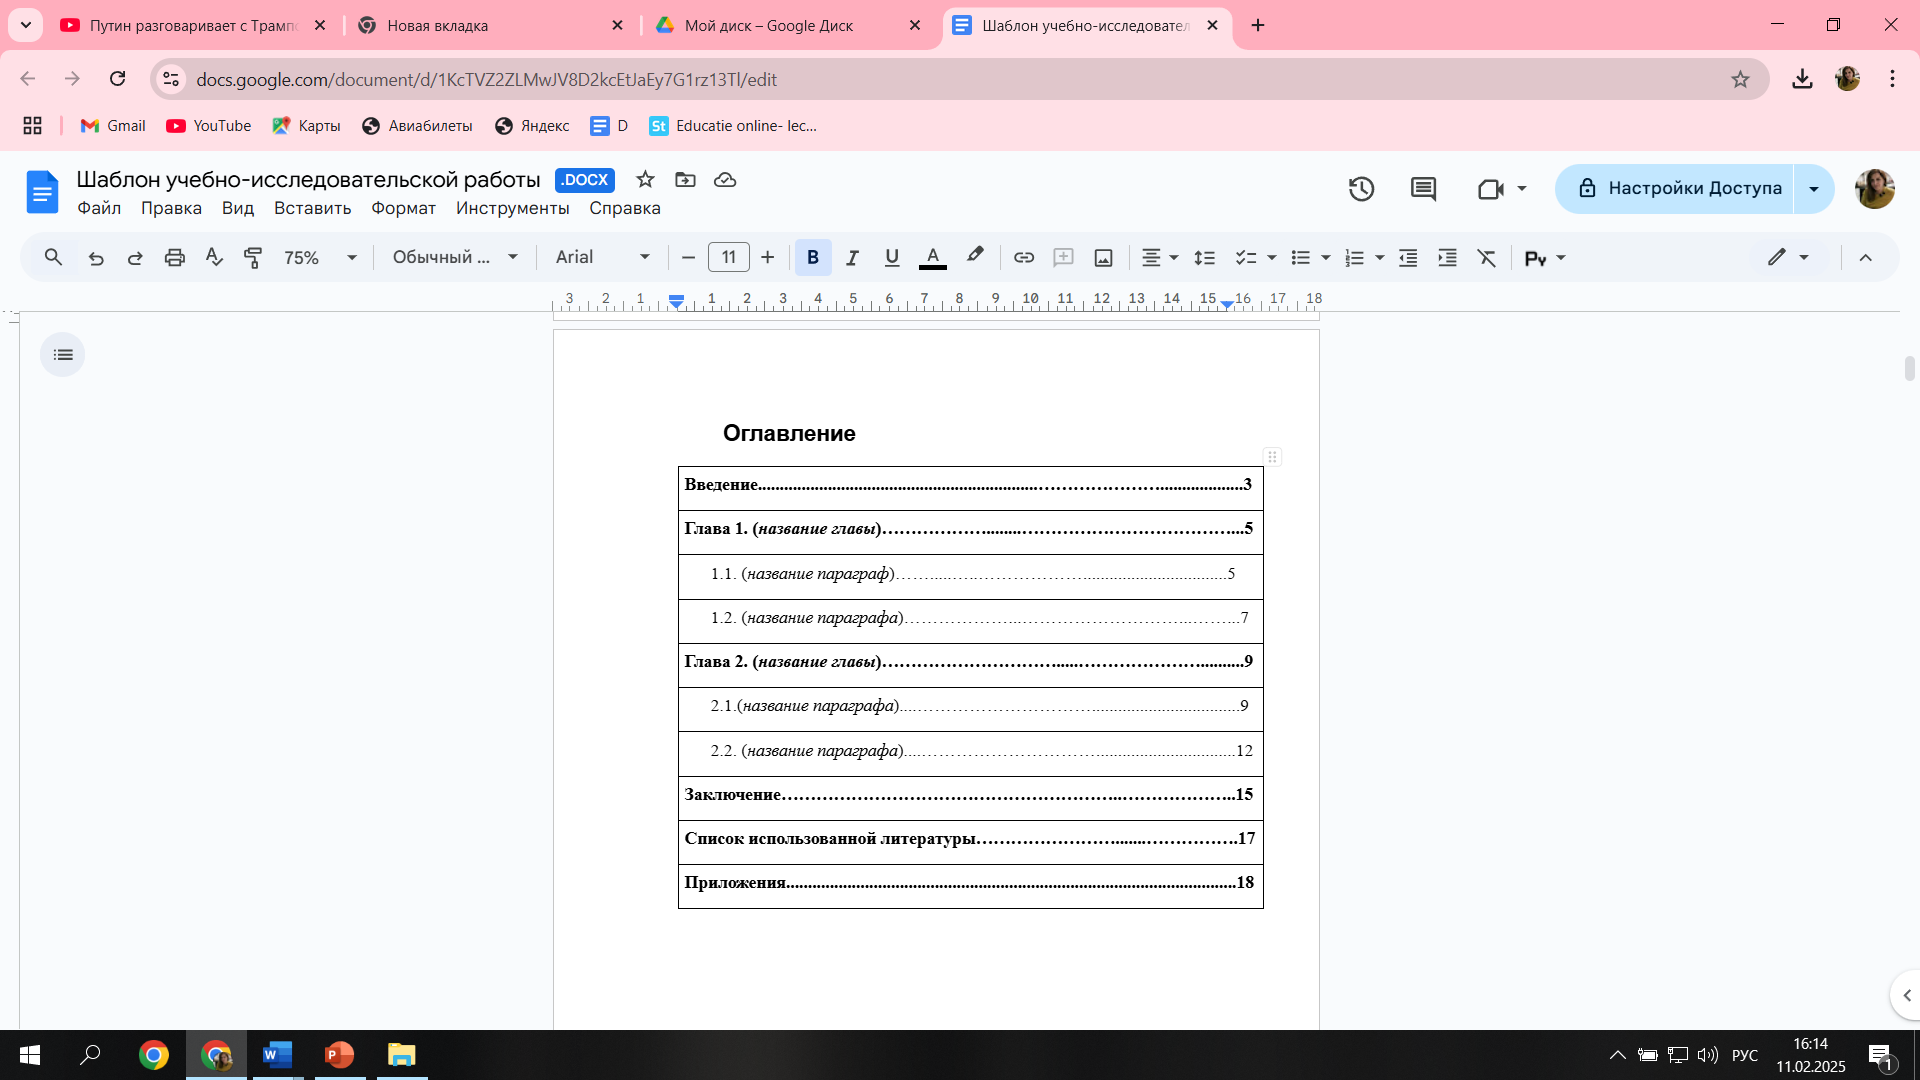 Путин разговаривает с Трампо
Новая вкладка
Мой диск – Google Диск
Шаблон учебно-исследовател
docs.google.com/document/d/1KcTVZ2ZLMwJV8D2kcEtJaEy7G1rz13Tl/edit
Gmail
YouTube
Карты
Авиабилеты
Яндекс
D
St
Educatie online- lec...
Шаблон учебно-исследовательской работы
.DOCX
Файл Правка Вид Вставить Формат Инструменты Справка
Настройки Доступа
75%
Обычный ...
Arial
11
B I U A
3 2 1 1 2 3 4 5 6 7 8 9 10 11 12 13 14 15 16 17 18
Оглавление
Введение..................................................................…………………....................3
Глава 1. (название главы)………………........………………………………...5
1.1. (название параграф)……....…..………………..................................5
1.2. (название параграфа)………………...………………………..……...7
Глава 2. (название главы)…………………………......…………………..........9
2.1.(название параграфа)....…………………………..................................9
2.2. (название параграфа)....…………………………................................12
Заключение…………………………………………………..………………..15
Список использованной литературы……………………......…………….17
Приложения........................................................................................................18
РУС
16:14
11.02.2025
1